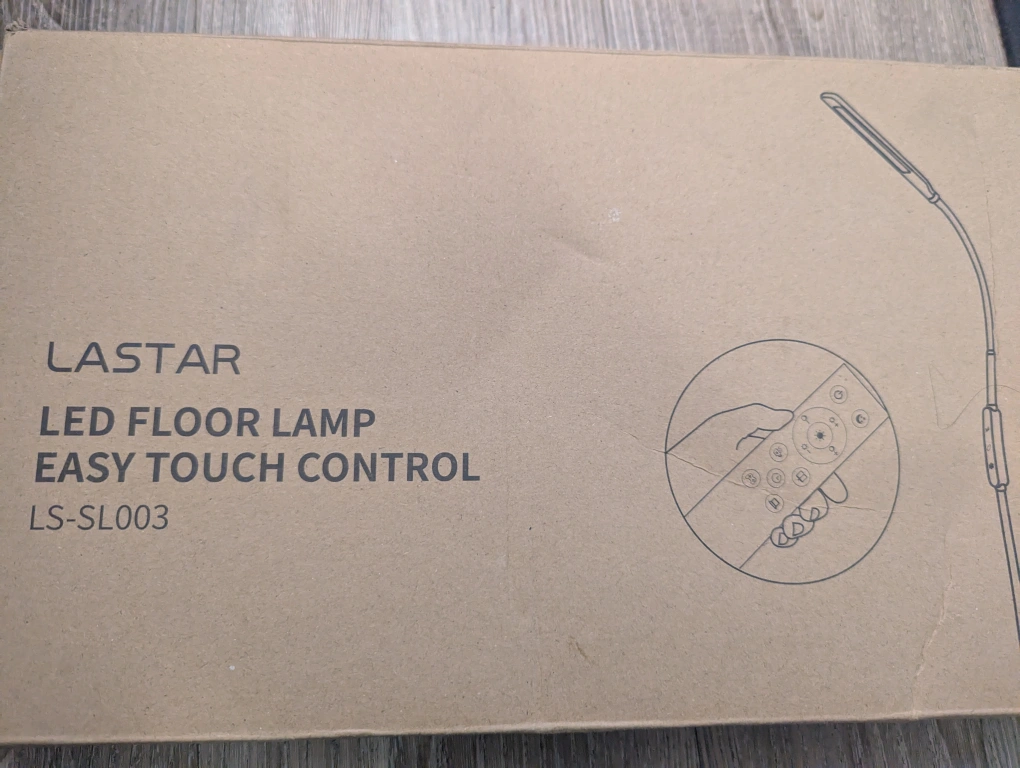 LASTAR
LED FLOOR LAMP
EASY TOUCH CONTROL
LS-SL003